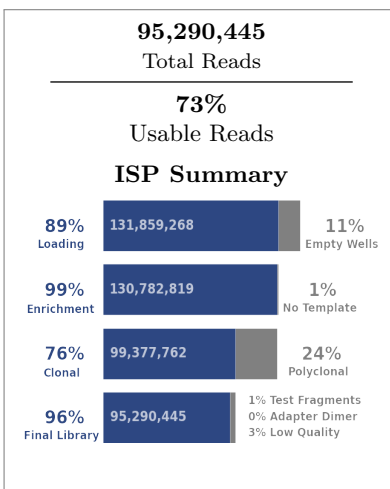 95,290,445
Total Reads
73%
Usable Reads
ISP Summary
89%
Loading
131,859,268
11%
Empty Wells
99%
Enrichment
130,782,819
1%
No Template
76%
Clonal
99,377,762
24%
Polyclonal
96%
Final Library
95,290,445
1% Test Fragments
0% Adapter Dimer
3% Low Quality